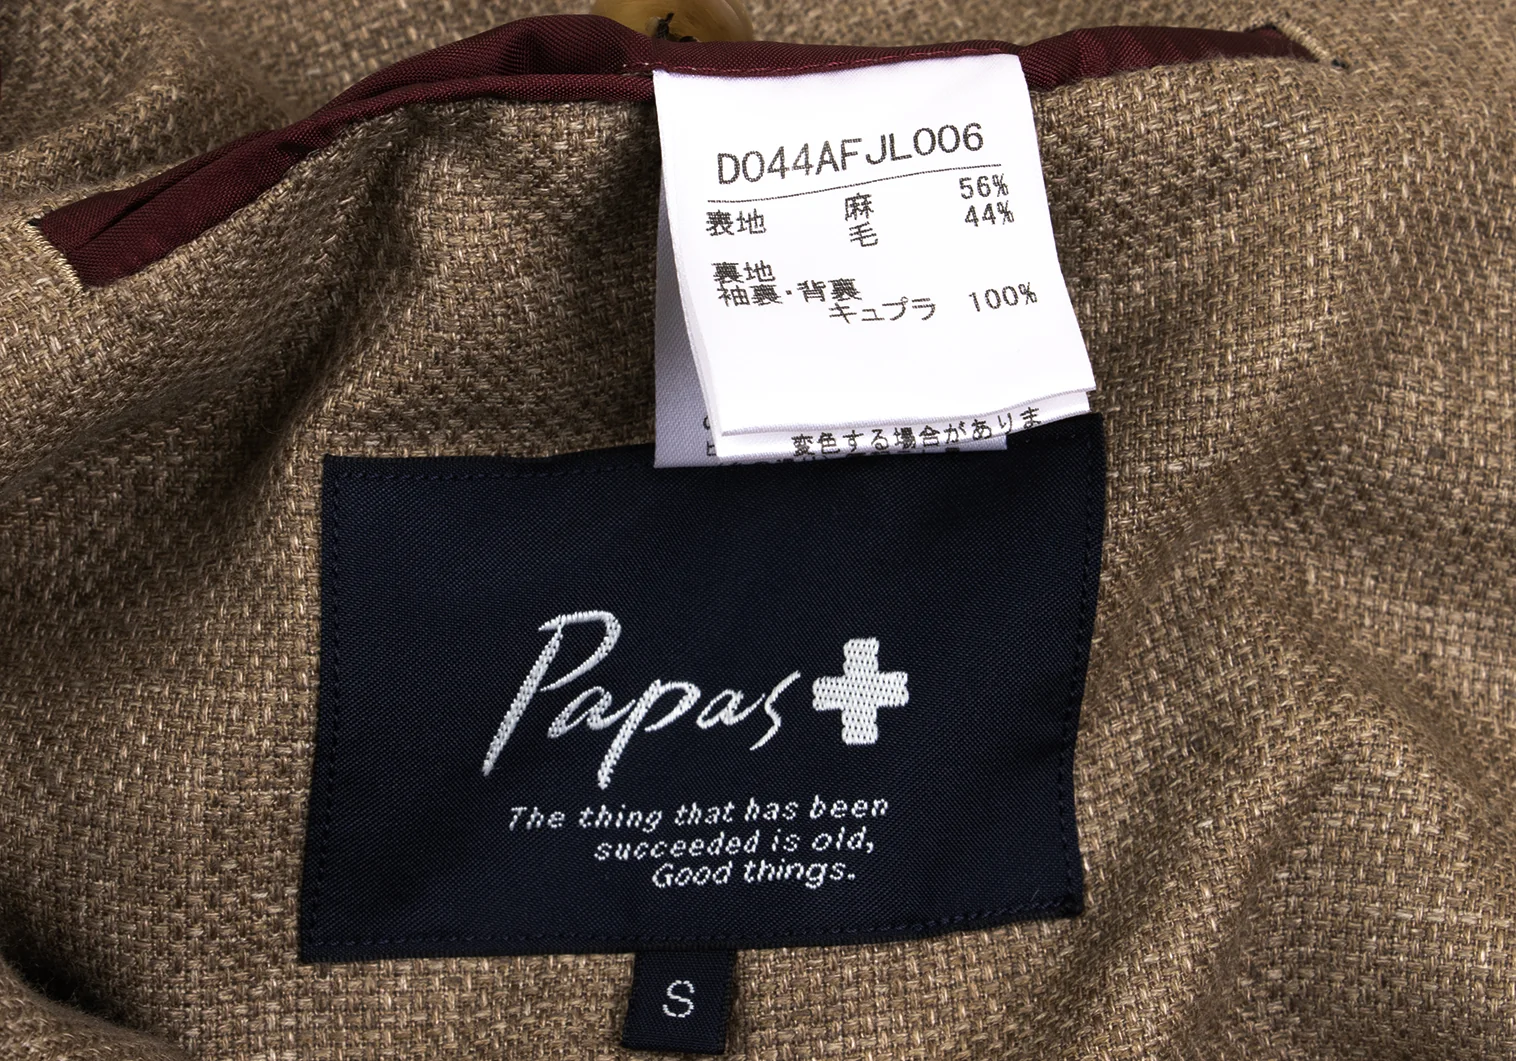 D044AFJL006
表地 麻 56%
毛 44%
裏地
袖裏・背裏
キュプラ 100%
変色する場合がありま
Papas+
The thing that has been
succeeded is old,
Good things.
S